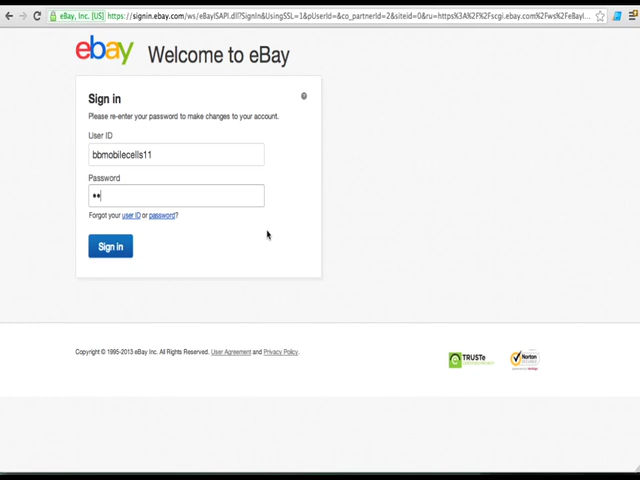 eBay, Inc. [US] https://signin.ebay.com/ws/eBayISAPI.dll?SignIn&UsingSSL=1&pUserId=&co_partnerId=2&siteid=0&ru=https%3A%2F%2Fscgi.ebay.com%2Fws%2FeBayI...
ebay Welcome to eBay
Sign in
?
Please re-enter your password to make changes to your account.
User ID
bbmobilecells11
Password
••
Forgot your user ID or password?
Sign in
Copyright © 1995-2013 eBay Inc. All Rights Reserved. User Agreement and Privacy Policy.
TRUSTe
Norton